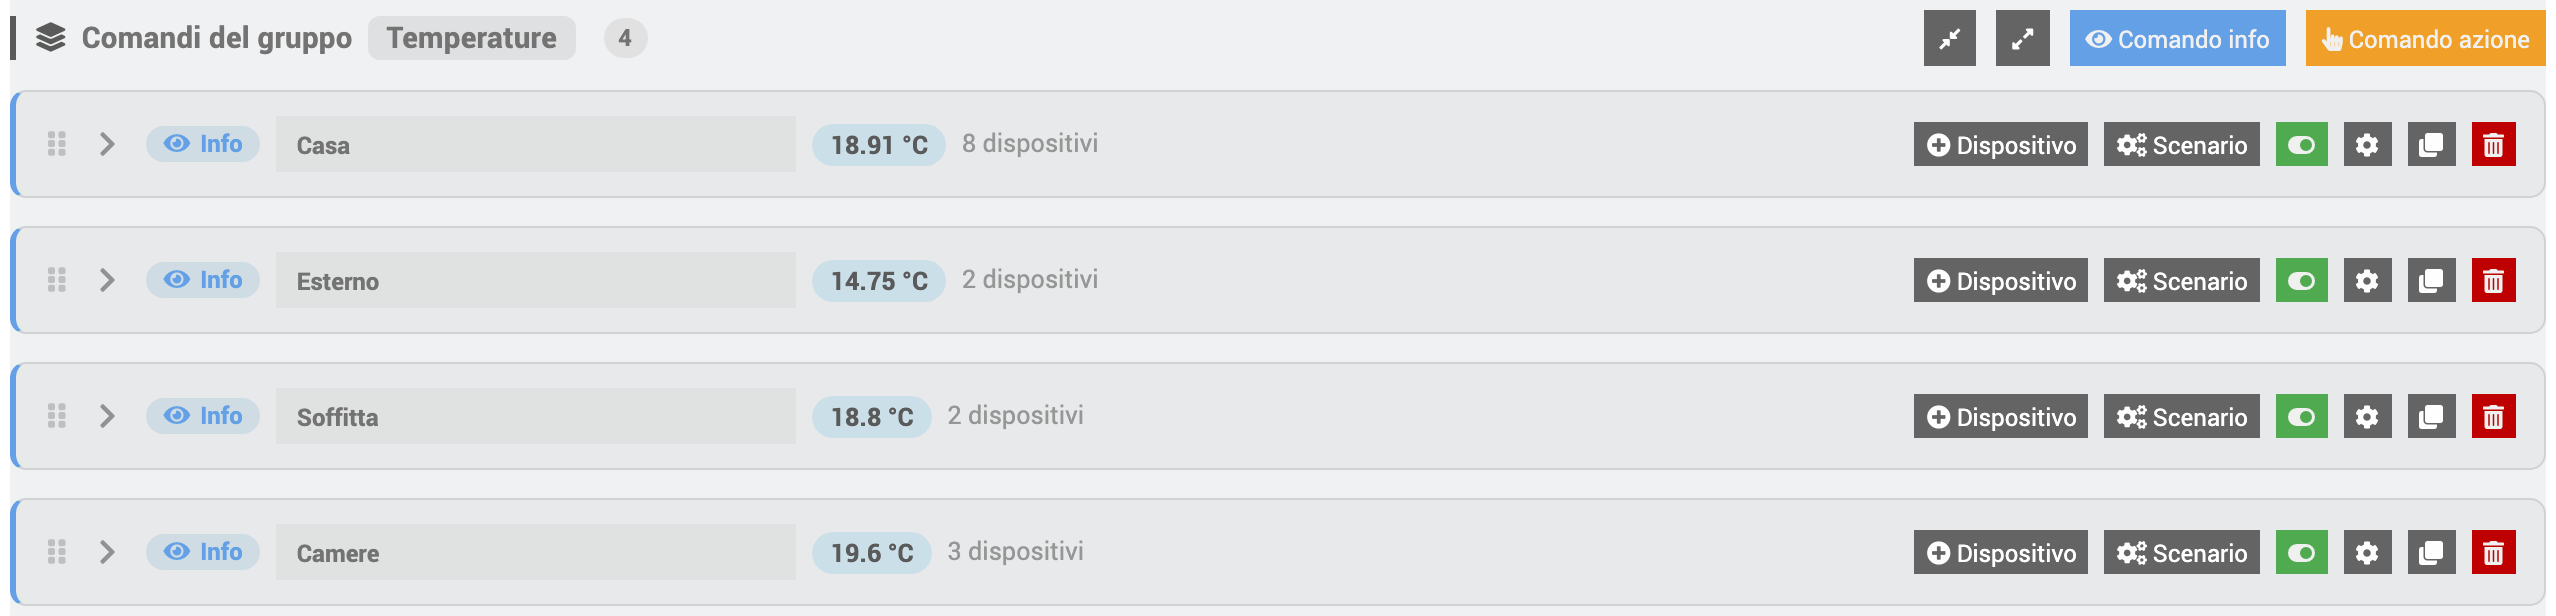 Comandi del gruppo Temperature 4 Comando info Comando azione
Info Casa 18.91 °C 8 dispositivi Dispositivo Scenario
Info Esterno 14.75 °C 2 dispositivi Dispositivo Scenario
Info Soffitta 18.8 °C 2 dispositivi Dispositivo Scenario
Info Camere 19.6 °C 3 dispositivi Dispositivo Scenario